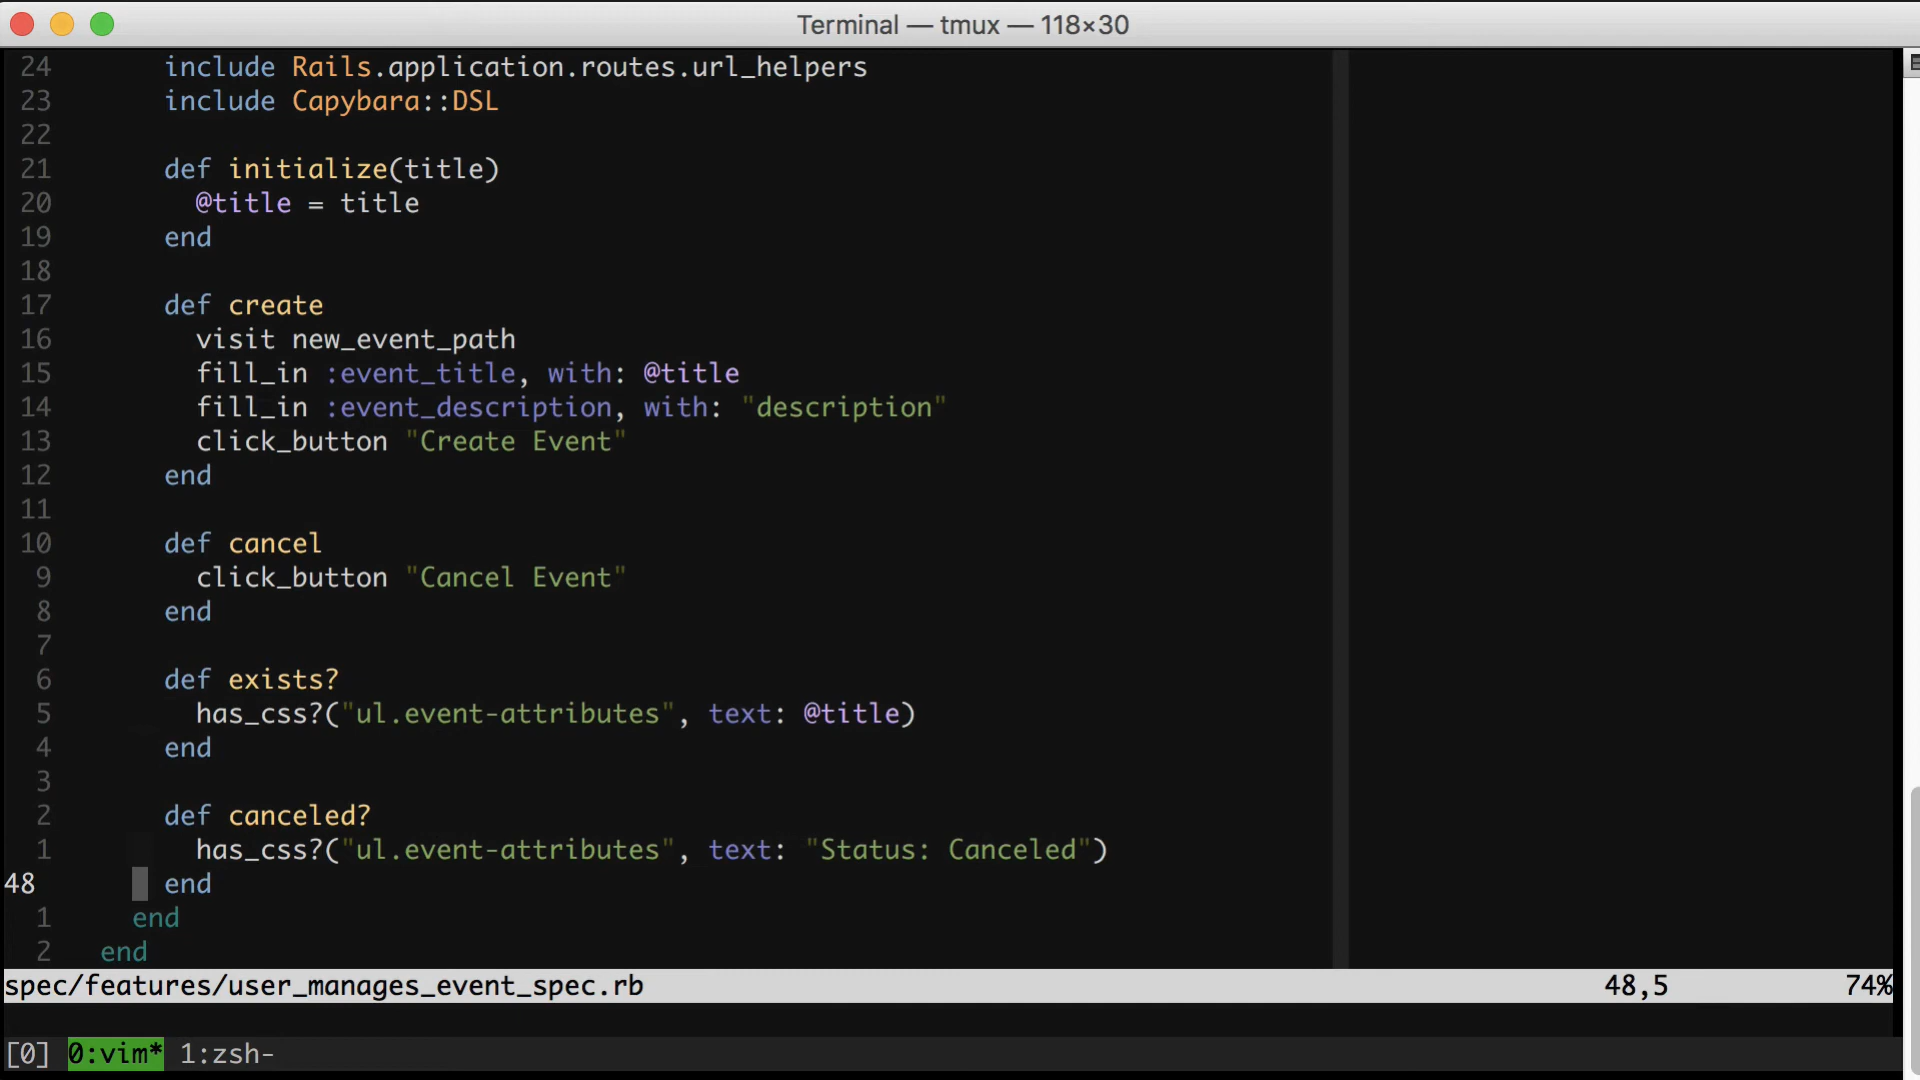 Terminal — tmux — 118×30
24 include Rails.application.routes.url_helpers
23 include Capybara::DSL
22
21 def initialize(title)
20 @title = title
19 end
18
17 def create
16 visit new_event_path
15 fill_in :event_title, with: @title
14 fill_in :event_description, with: "description"
13 click_button "Create Event"
12 end
11
10 def cancel
9 click_button "Cancel Event"
8 end
7
6 def exists?
5 has_css?("ul.event-attributes", text: @title)
4 end
3
2 def canceled?
1 has_css?("ul.event-attributes", text: "Status: Canceled")
48 end
1 end
2 end
spec/features/user_manages_event_spec.rb 48,5 74%
[0] 0:vim* 1:zsh-